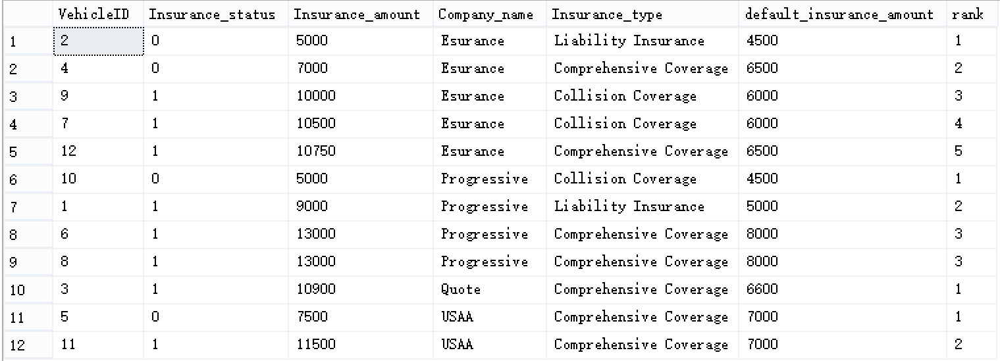 VehicleID Insurance_status Insurance_amount Company_name Insurance_type default_insurance_amount rank
1 2 0 5000 Esurance Liability Insurance 4500 1
2 4 0 7000 Esurance Comprehensive Coverage 6500 2
3 9 1 10000 Esurance Collision Coverage 6000 3
4 7 1 10500 Esurance Collision Coverage 6000 4
5 12 1 10750 Esurance Comprehensive Coverage 6500 5
6 10 0 5000 Progressive Collision Coverage 4500 1
7 1 1 9000 Progressive Liability Insurance 5000 2
8 6 1 13000 Progressive Comprehensive Coverage 8000 3
9 8 1 13000 Progressive Comprehensive Coverage 8000 3
10 3 1 10900 Quote Comprehensive Coverage 6600 1
11 5 0 7500 USAA Comprehensive Coverage 7000 1
12 11 1 11500 USAA Comprehensive Coverage 7000 2